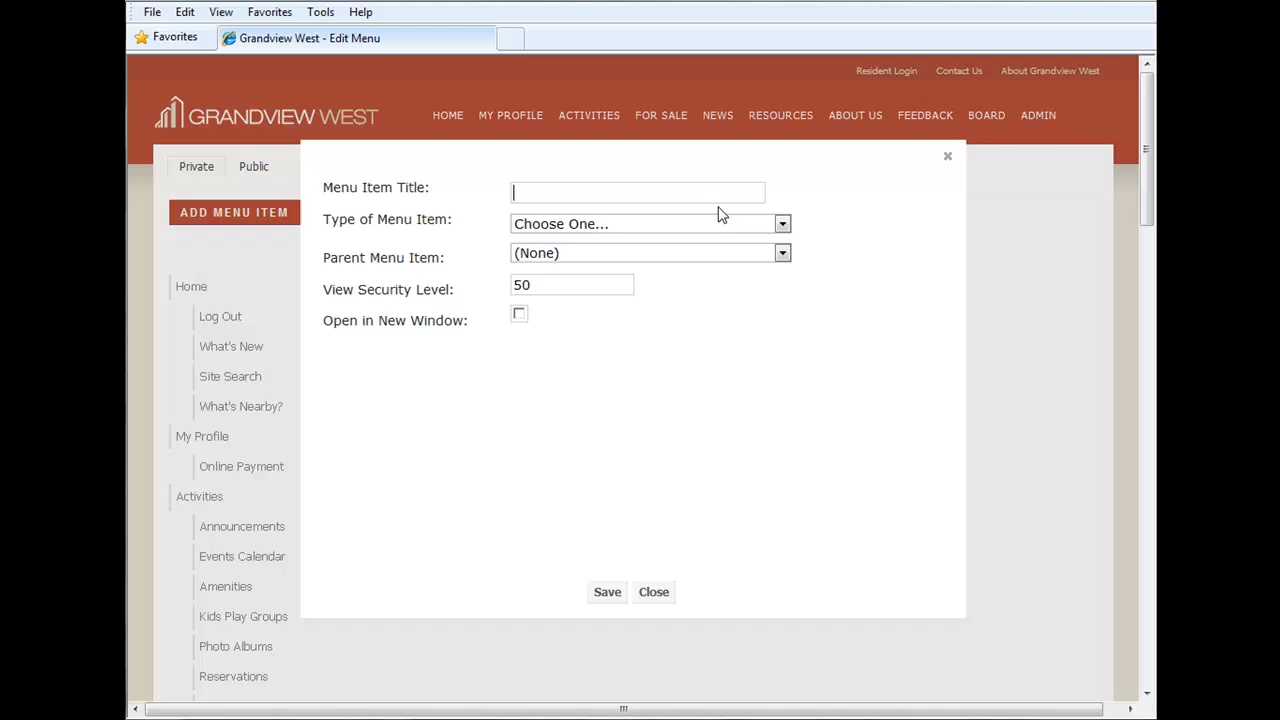 File Edit View Favorites Tools Help
Favorites Grandview West - Edit Menu
Resident Login Contact Us About Grandview West
GRANDVIEW WEST HOME MY PROFILE ACTIVITIES FOR SALE NEWS RESOURCES ABOUT US FEEDBACK BOARD ADMIN
Private Public
ADD MENU ITEM
Menu Item Title:
Type of Menu Item: Choose One...
Parent Menu Item: (None)
View Security Level: 50
Open in New Window:
Save Close
Home
Log Out
What's New
Site Search
What's Nearby?
My Profile
Online Payment
Activities
Announcements
Events Calendar
Amenities
Kids Play Groups
Photo Albums
Reservations